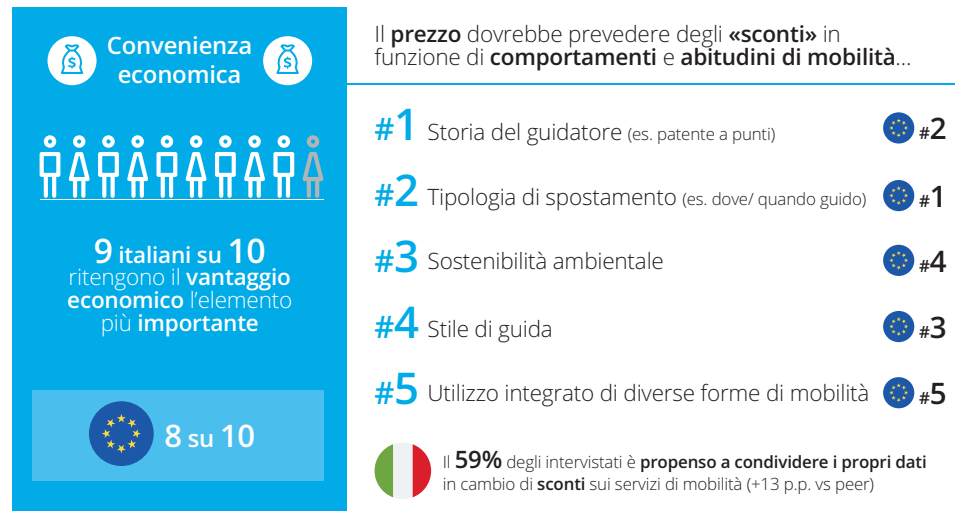 Convenienza
economica
9 italiani su 10
ritengono il vantaggio
economico l'elemento
più importante
8 su 10
Il prezzo dovrebbe prevedere degli «sconti» in
funzione di comportamenti e abitudini di mobilità...
#1 Storia del guidatore (es. patente a punti) #2
#2 Tipologia di spostamento (es. dove/ quando guido) #1
#3 Sostenibilità ambientale #4
#4 Stile di guida #3
#5 Utilizzo integrato di diverse forme di mobilità #5
Il 59% degli intervistati è propenso a condividere i propri dati
in cambio di sconti sui servizi di mobilità (+13 p.p. vs peer)